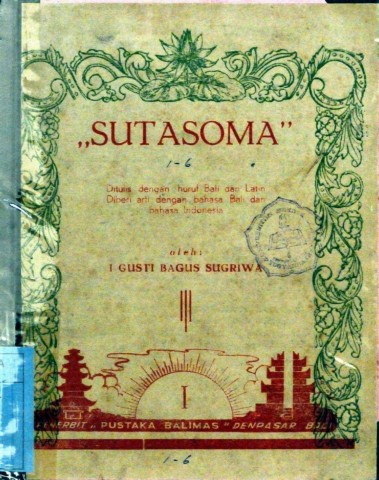 „SUTASOMA”
1-6
Ditulis dengan huruf Bali dan Latin
Diberi arti dengan bahasa Bali dan
bahasa Indonesia
oleh:
I GUSTI BAGUS SUGRIWA
I
PENERBIT „PUSTAKA BALIMAS” DENPASAR BALI
1-6